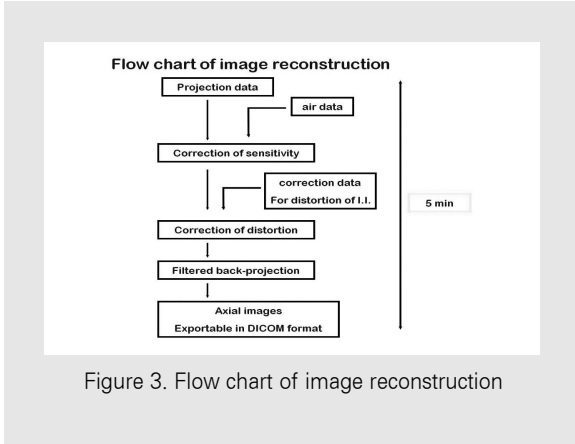 Flow chart of image reconstruction
Projection data
air data
Correction of sensitivity
correction data
For distortion of I.I.
5 min
Correction of distortion
Filtered back-projection
Axial images
Exportable in DICOM format
Figure 3. Flow chart of image reconstruction